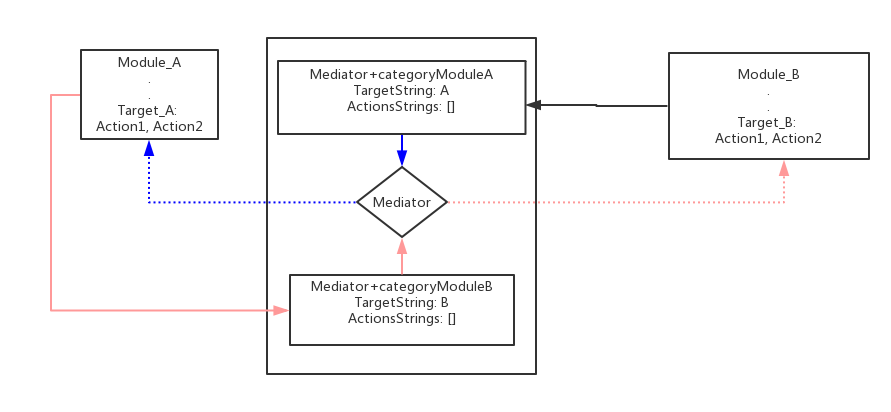 Module_A
.
.
Target_A:
Action1, Action2
Mediator+categoryModuleA
TargetString: A
ActionsStrings: []
Module_B
.
.
Target_B:
Action1, Action2
Mediator
Mediator+categoryModuleB
TargetString: B
ActionsStrings: []